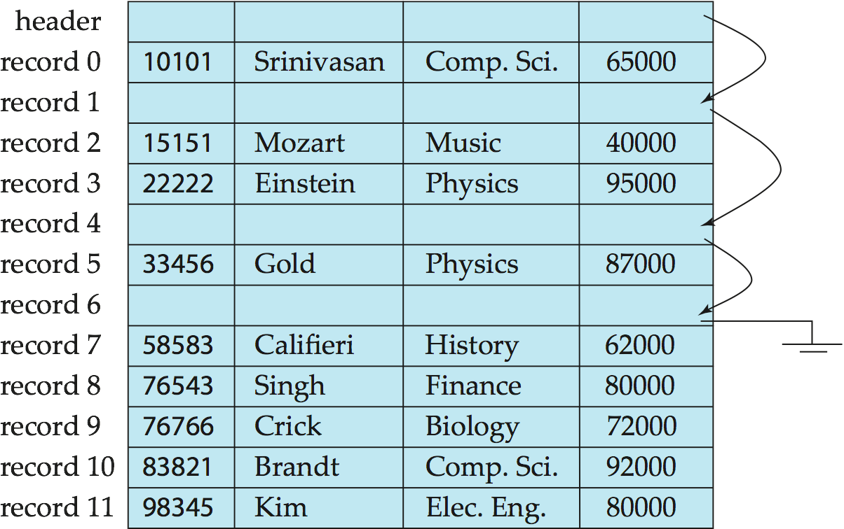 header
record 0 10101 Srinivasan Comp. Sci. 65000
record 1
record 2 15151 Mozart Music 40000
record 3 22222 Einstein Physics 95000
record 4
record 5 33456 Gold Physics 87000
record 6
record 7 58583 Califieri History 62000
record 8 76543 Singh Finance 80000
record 9 76766 Crick Biology 72000
record 10 83821 Brandt Comp. Sci. 92000
record 11 98345 Kim Elec. Eng. 80000